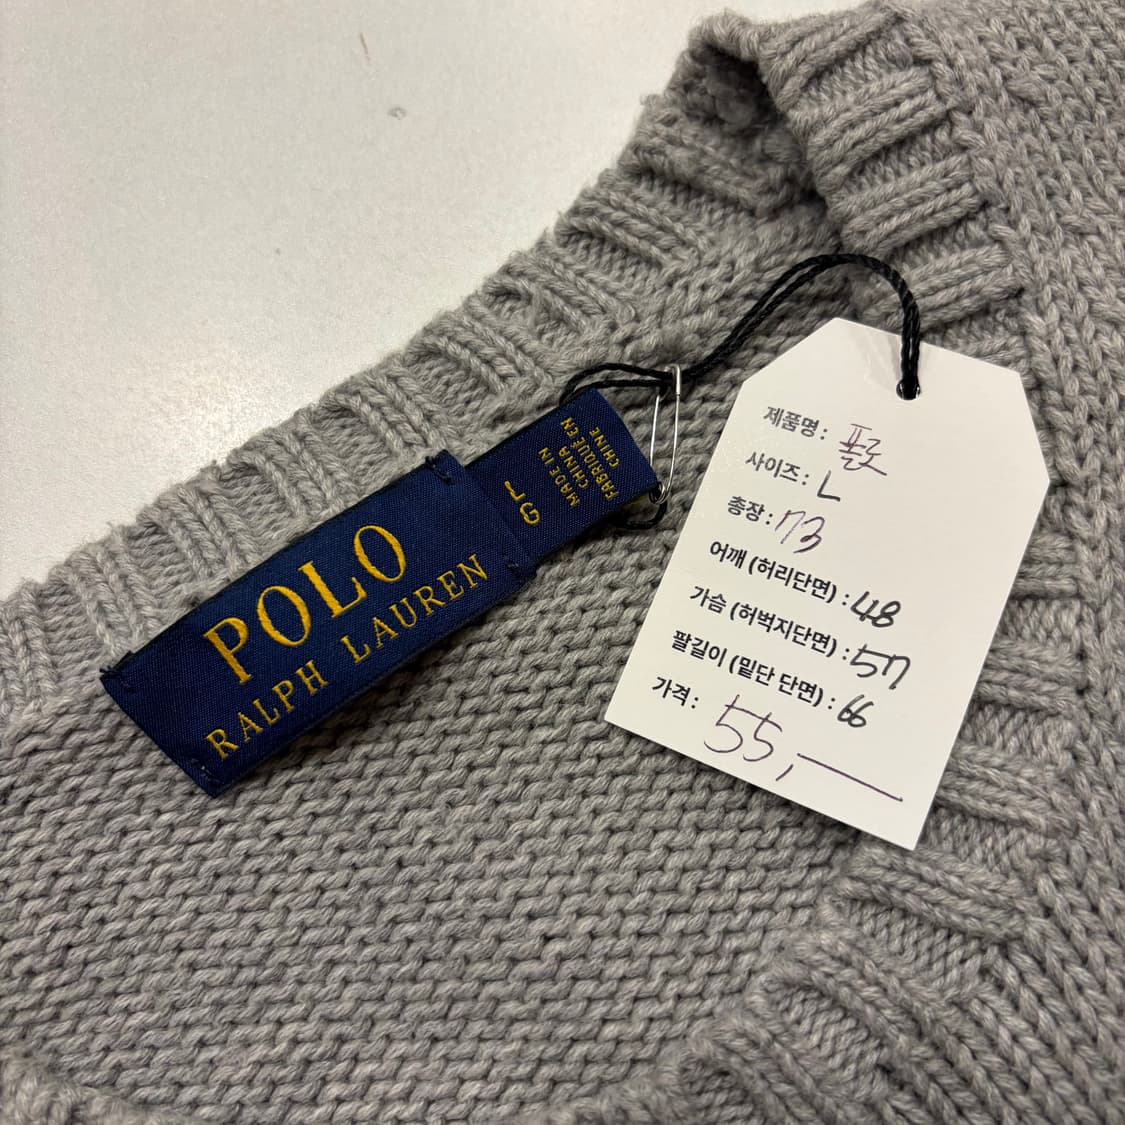 POLO
RALPH LAUREN
LG
MADE IN
CHINA
FABRIQUÉ EN
CHINE
제품명: 폴로
사이즈: L
총장: 73
어깨 (허리단면) : 48
가슴 (허벅지단면) : 57
팔길이 (밑단 단면) : 66
가격: 55,—